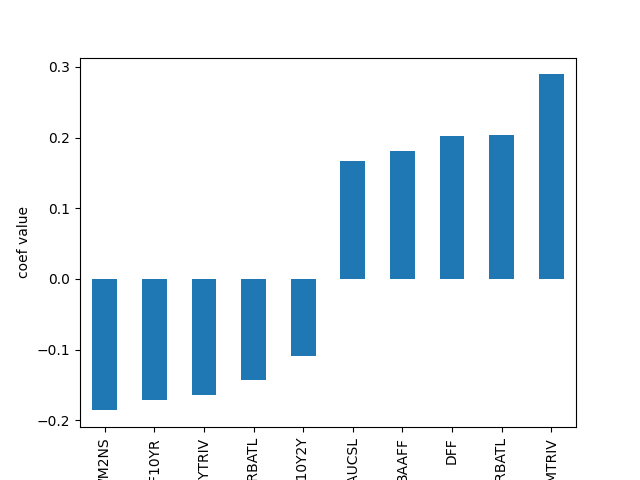 0.3
0.2
0.1
0.0
−0.1
−0.2
coef value
M2NS
F10YR
YTRIV
RBATL
10Y2Y
AUCSL
BAAFF
DFF
RBATL
MTRIV